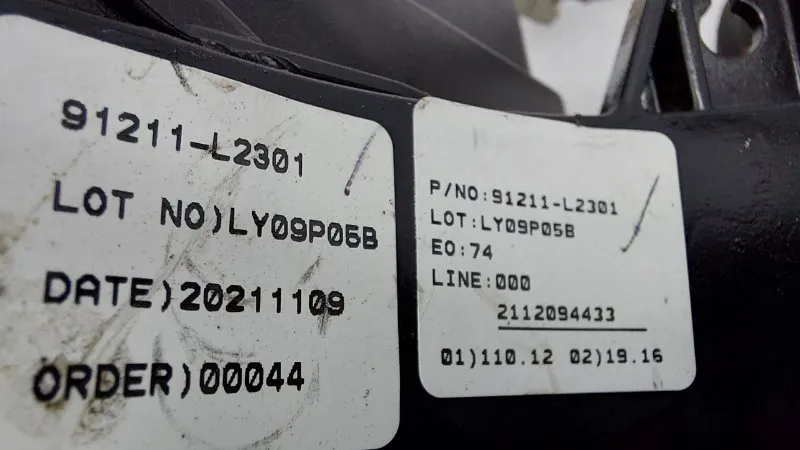 91211-L2301
LOT NO)LY09P05B
DATE)20211109
ORDER)00044
P/NO:91211-L2301
LOT:LY09P05B
EO:74
LINE:000
2112094433
01)110.12 02)19.16